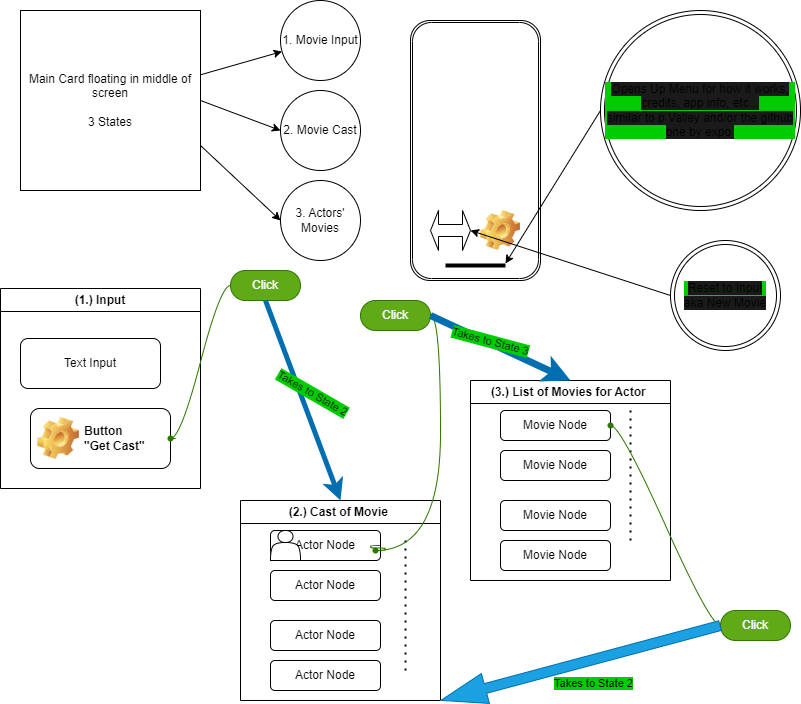 Main Card floating in middle of
screen
3 States
1. Movie Input
2. Movie Cast
3. Actors'
Movies
Opens Up Menu for how it works,
credits, app info, etc...
similar to p.Valley and/or the github
one by expo
Reset to Input
aka New Movie
Click
(1.) Input
Text Input
Button
"Get Cast"
Takes to State 2
Click
Takes to State 3
(3.) List of Movies for Actor
Movie Node
Movie Node
Movie Node
Movie Node
(2.) Cast of Movie
Actor Node
Actor Node
Actor Node
Actor Node
Click
Takes to State 2